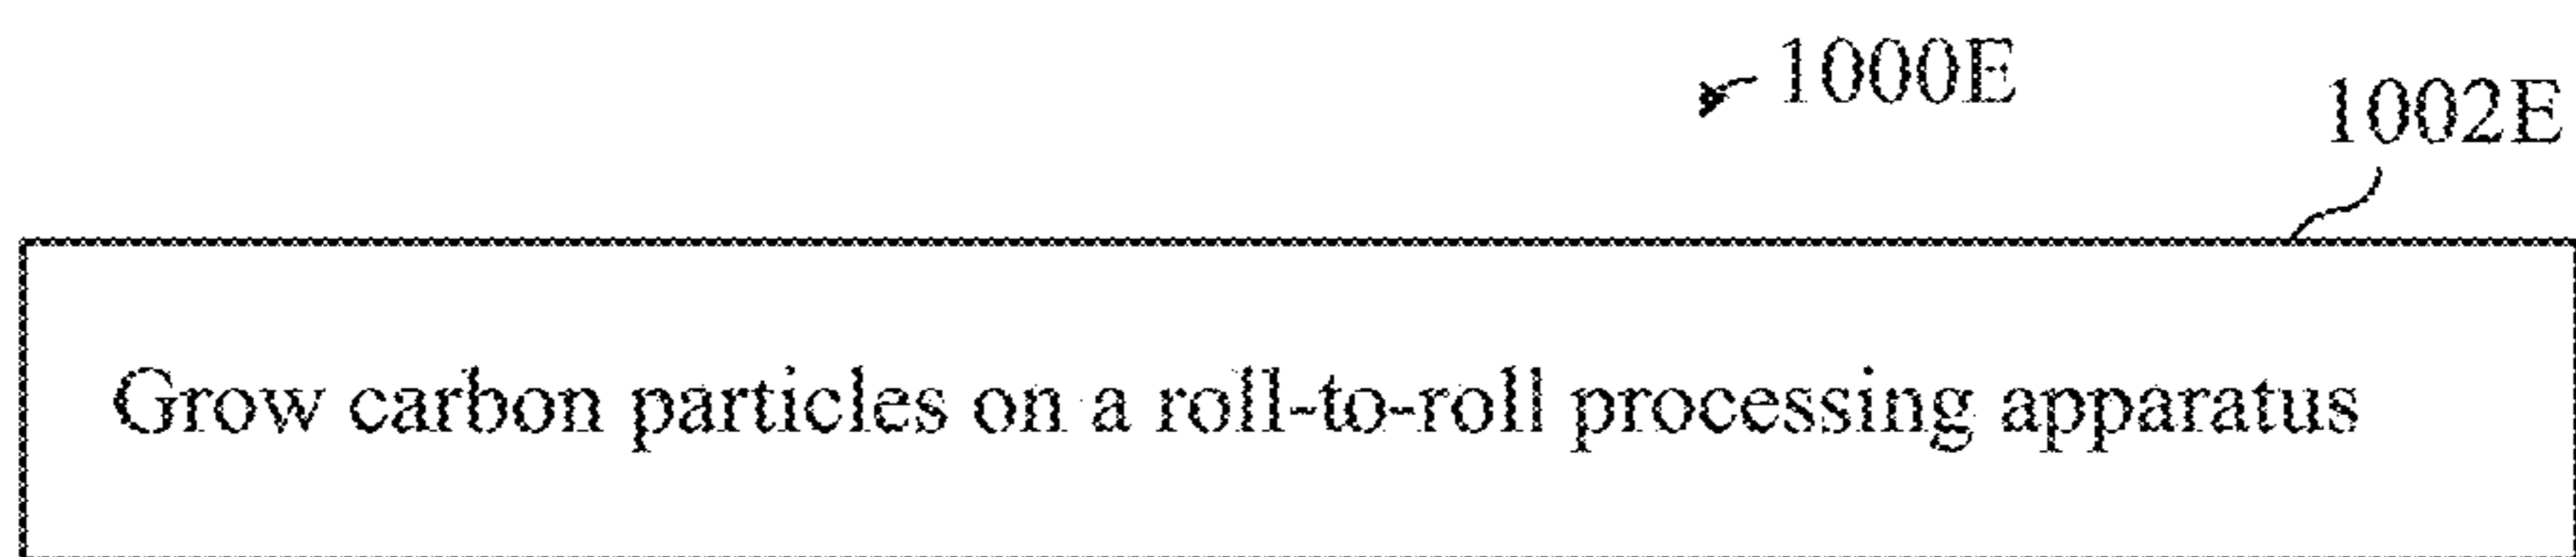 1000E
1002E
Grow carbon particles on a roll-to-roll processing apparatus